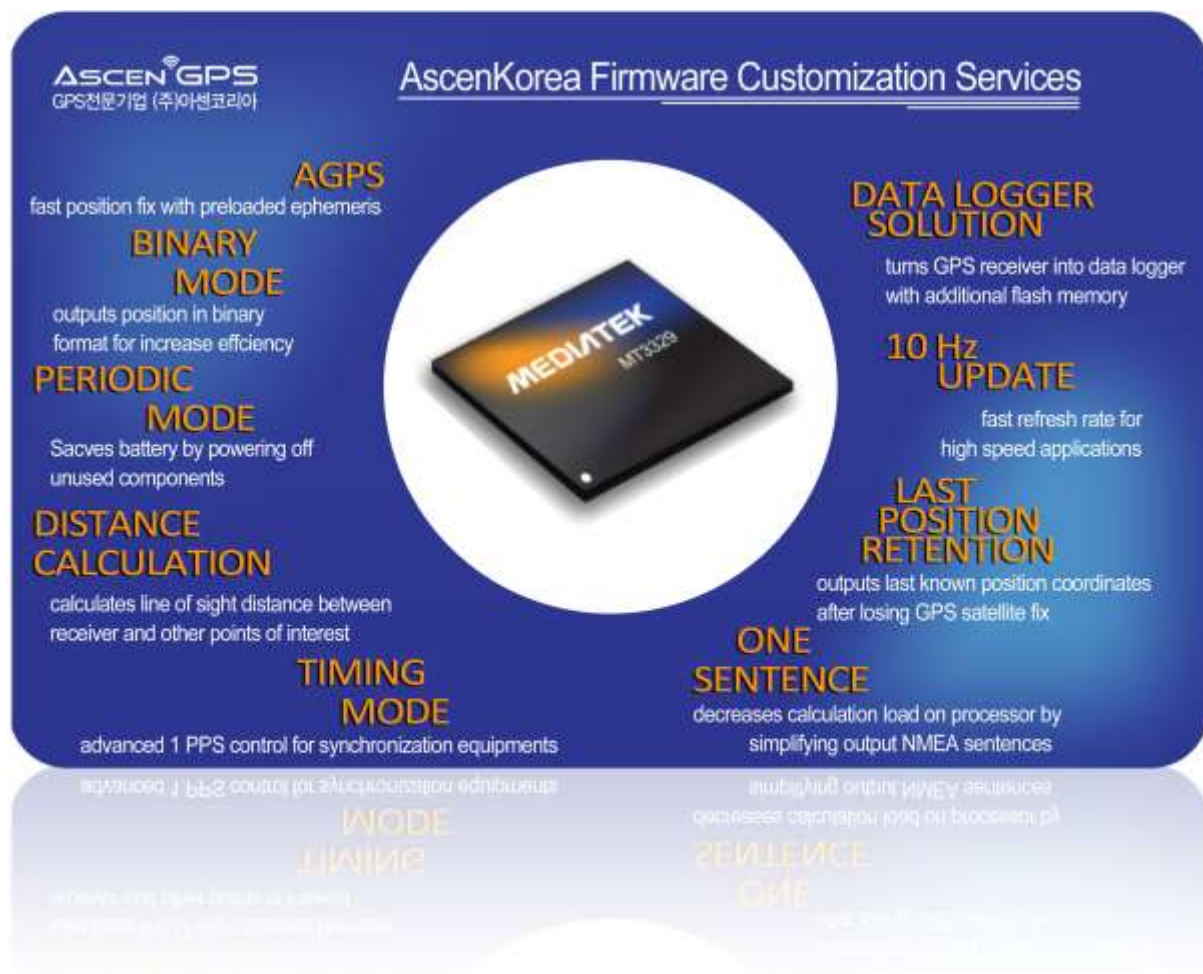 ASCEN GPS
GPS전문기업 (주)아센코리아
AscenKorea Firmware Customization Services
AGPS
fast position fix with preloaded ephemeris
BINARY
MODE
outputs position in binary
format for increase effciency
PERIODIC
MODE
Sacves battery by powering off
unused components
DISTANCE
CALCULATION
calculates line of sight distance between
receiver and other points of interest
TIMING
MODE
advanced 1 PPS control for synchronization equipments
MEDIATEK
MT3329
DATA LOGGER
SOLUTION
turns GPS receiver into data logger
with additional flash memory
10 Hz
UPDATE
fast refresh rate for
high speed applications
LAST
POSITION
RETENTION
outputs last known position coordinates
after losing GPS satellite fix
ONE
SENTENCE
decreases calculation load on processor by
simplifying output NMEA sentences